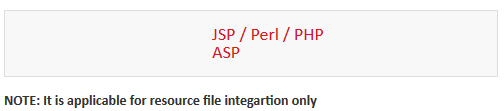 JSP / Perl / PHP
ASP
NOTE: It is applicable for resource file integartion only